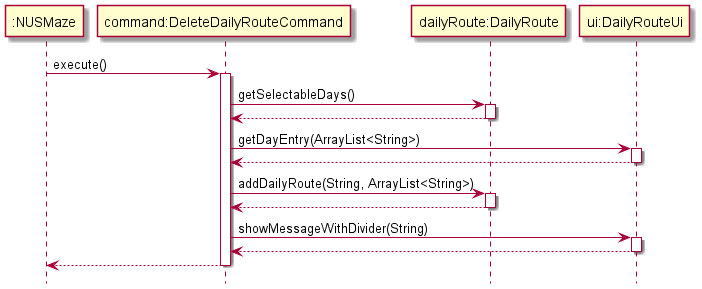 :NUSMaze
command:DeleteDailyRouteCommand
dailyRoute:DailyRoute
ui:DailyRouteUi
execute()
getSelectableDays()
getDayEntry(ArrayList<String>)
addDailyRoute(String, ArrayList<String>)
showMessageWithDivider(String)